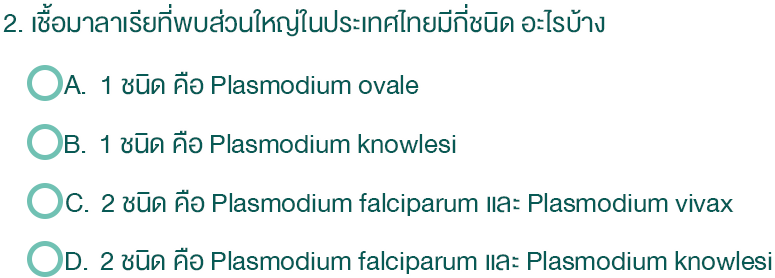 2. เชื้อมาลาเรียที่พบส่วนใหญ่ในประเทศไทยมีกี่ชนิด อะไรบ้าง
A. 1 ชนิด คือ Plasmodium ovale
B. 1 ชนิด คือ Plasmodium knowlesi
C. 2 ชนิด คือ Plasmodium falciparum และ Plasmodium vivax
D. 2 ชนิด คือ Plasmodium falciparum และ Plasmodium knowlesi